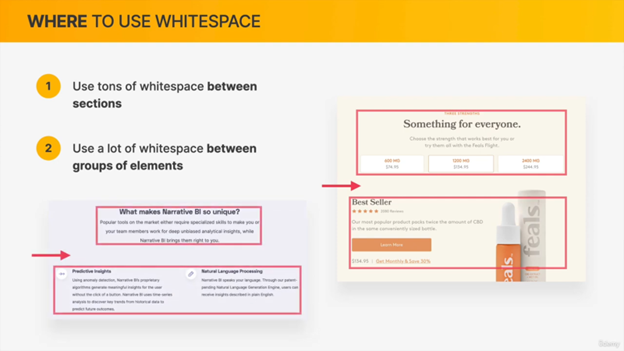 WHERE TO USE WHITESPACE
1
Use tons of whitespace between
sections
2
Use a lot of whitespace between
groups of elements
What makes Narrative BI so unique?
Popular tools on the market either require specialized skills to make you or
your team members work for deep unbiased analytical insights, while
Narrative BI brings them right to you.
Predictive Insights
Using anomaly detection, Narrative BI's proprietary
algorithms generate meaningful insights for the user
without the click of a button. Narrative BI uses time-series
analysis to discover key trends from historical data to
predict future outcomes.
Natural Language Processing
Narrative BI speaks your language. Through our patent-
pending Natural Language Generation Engine, users can
receive insights described in plain English.
THREE STRENGTHS
Something for everyone.
Choose the strength that works best for you or
try them all with the Feals Flight.
600 MG
$74.95
1200 MG
$134.95
2400 MG
$244.95
Best Seller
Reviews
Our most popular product packs twice the amount of CBD
in the same conveniently sized bottle.
Learn More
$134.95 | Get Monthly & Save 30%
feals.
feals.
Udemy